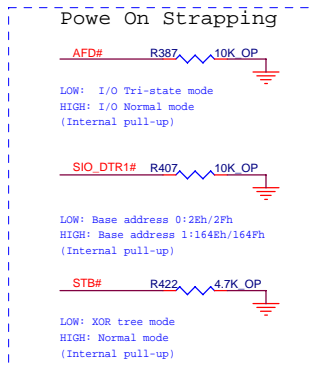 Powe On Strapping
AFD# R387 10K_OP
LOW: I/O Tri-state mode
HIGH: I/O Normal mode
(Internal pull-up)
SIO_DTR1# R407 10K_OP
LOW: Base address 0:2Eh/2Fh
HIGH: Base address 1:164Eh/164Fh
(Internal pull-up)
STB# R422 4.7K_OP
LOW: XOR tree mode
HIGH: Normal mode
(Internal pull-up)